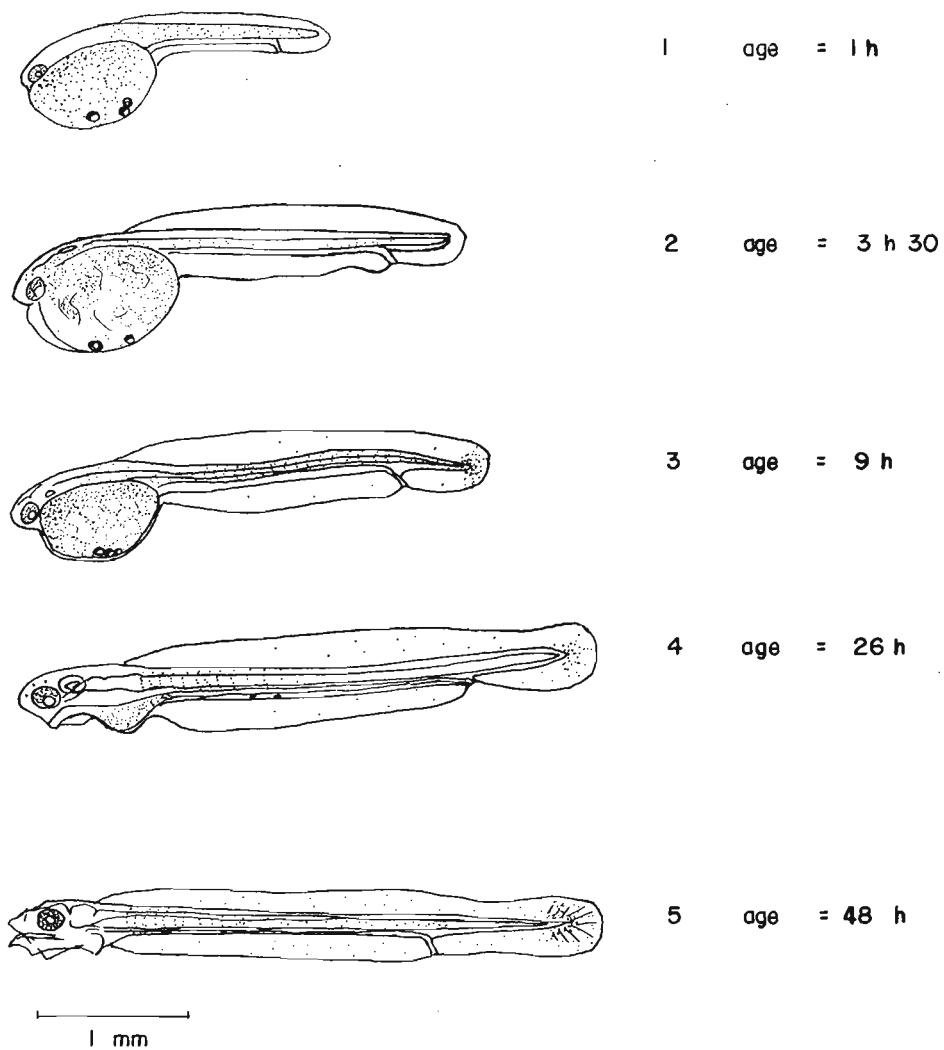 1 age = 1 h
2 age = 3 h 30
3 age = 9 h
4 age = 26 h
5 age = 48 h
1 mm